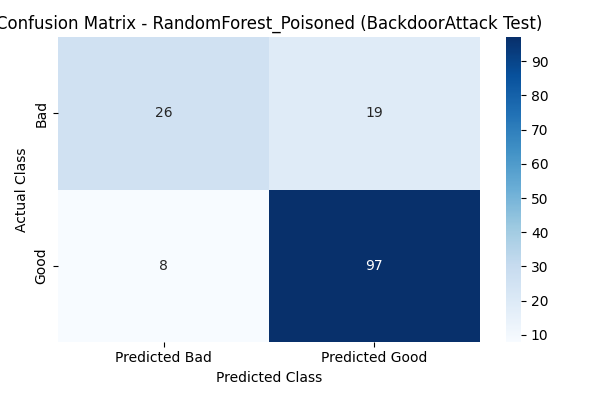 Confusion Matrix - RandomForest_Poisoned (BackdoorAttack Test)
Actual Class
Bad
Good
26
19
8
97
Predicted Bad
Predicted Good
Predicted Class
90
80
70
60
50
40
30
20
10